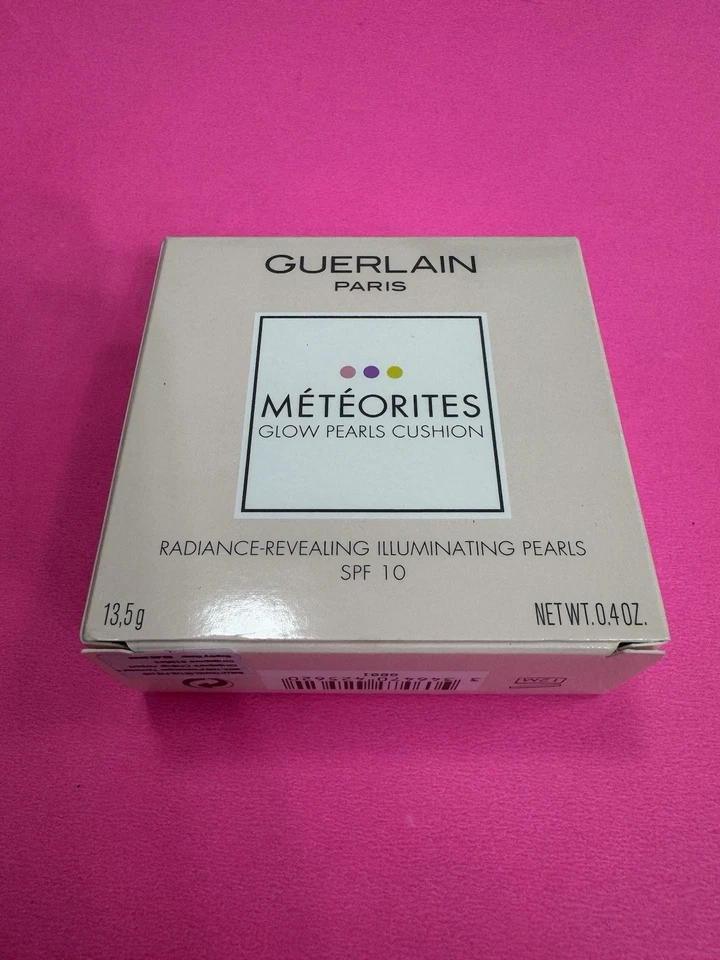 GUERLAIN
PARIS
MÉTÉORITES
GLOW PEARLS CUSHION
RADIANCE-REVEALING ILLUMINATING PEARLS
SPF 10
13,5g
NET WT. 0.4 OZ.
12M